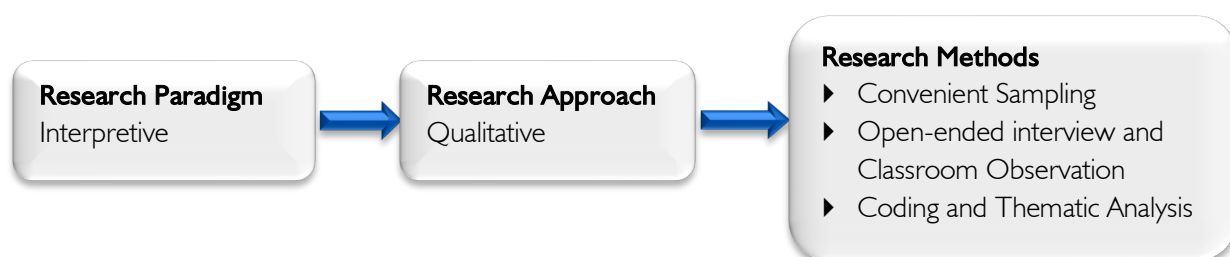 Research Paradigm
Interpretive
Research Approach
Qualitative
Research Methods
Convenient Sampling
Open-ended interview and
Classroom Observation
Coding and Thematic Analysis